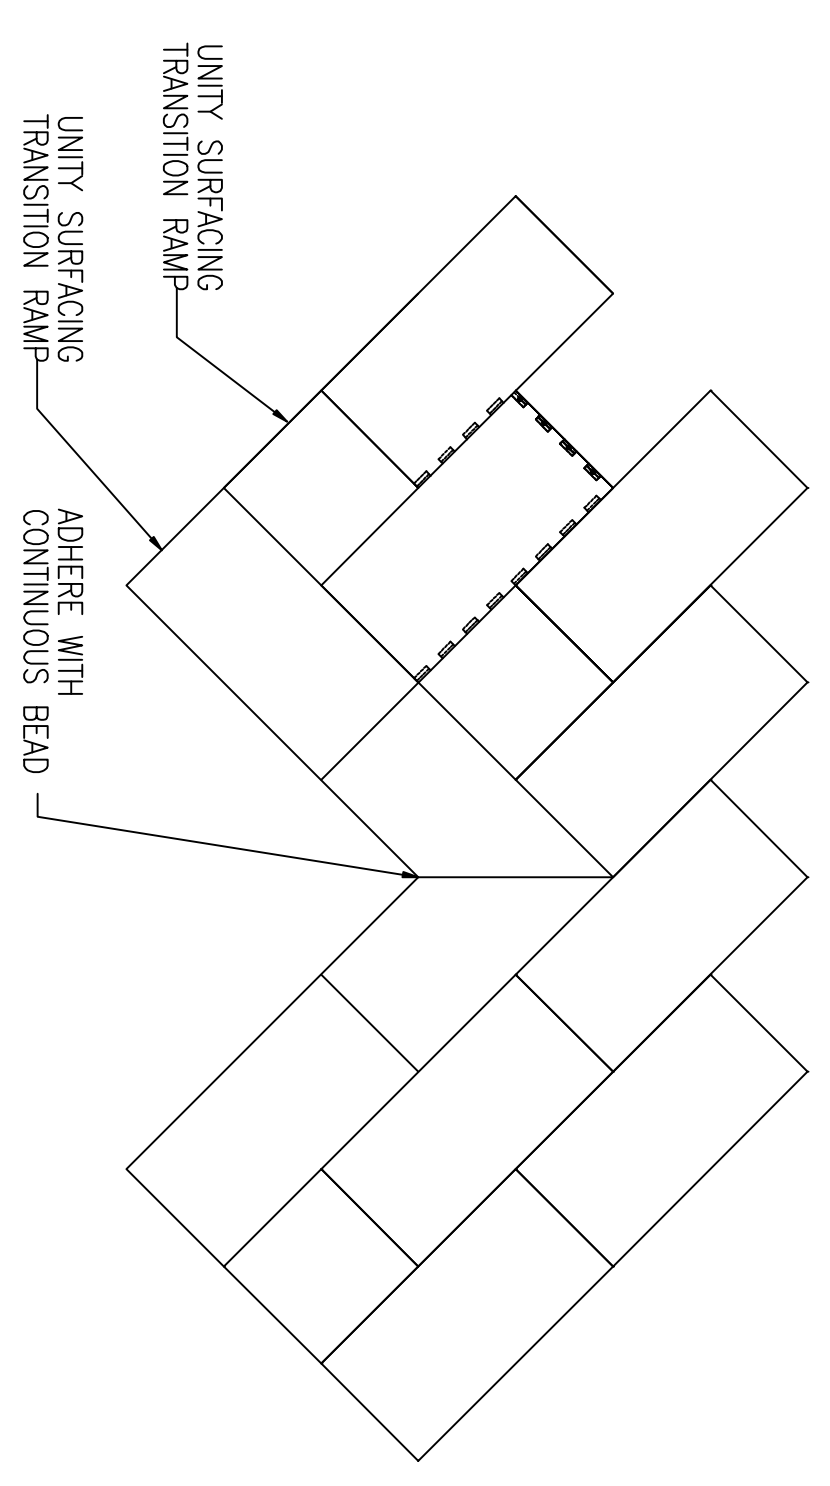 UNITY SURFACING
TRANSITION RAMP
UNITY SURFACING
TRANSITION RAMP
ADHERE WITH
CONTINUOUS BEAD